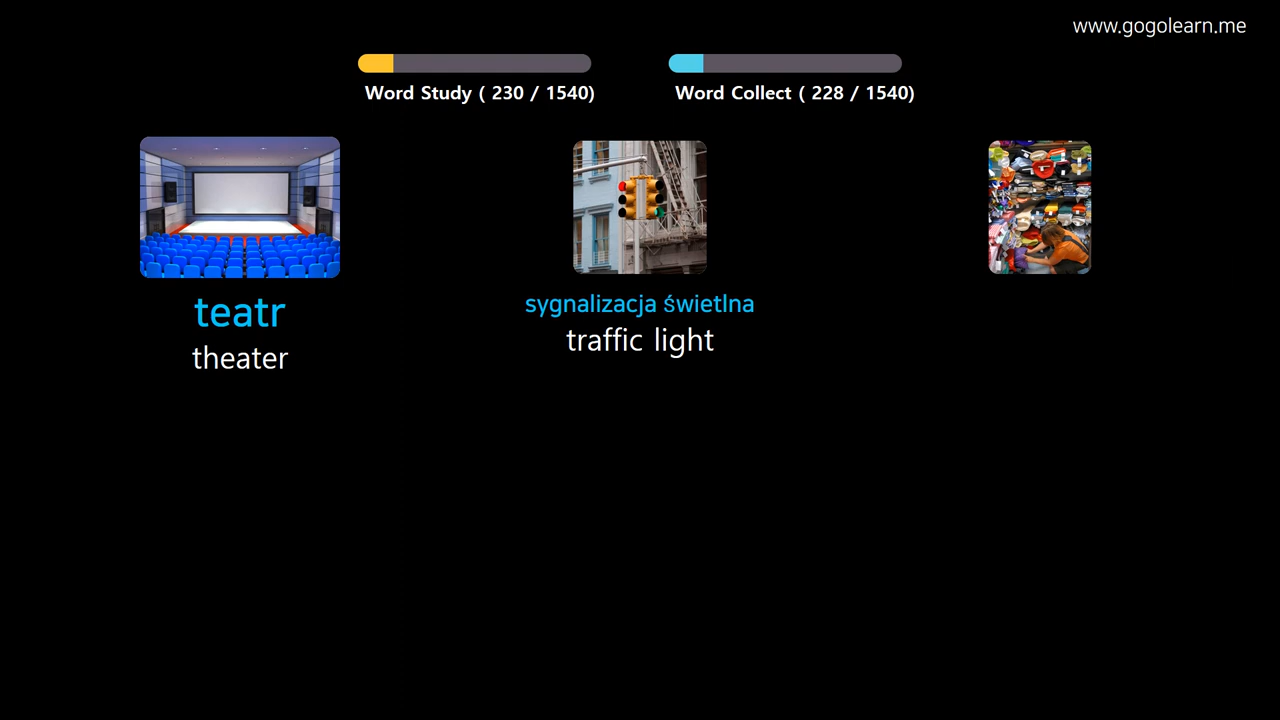 www.gogolearn.me
Word Study ( 230 / 1540)
Word Collect ( 228 / 1540)
teatr
theater
sygnalizacja świetlna
traffic light